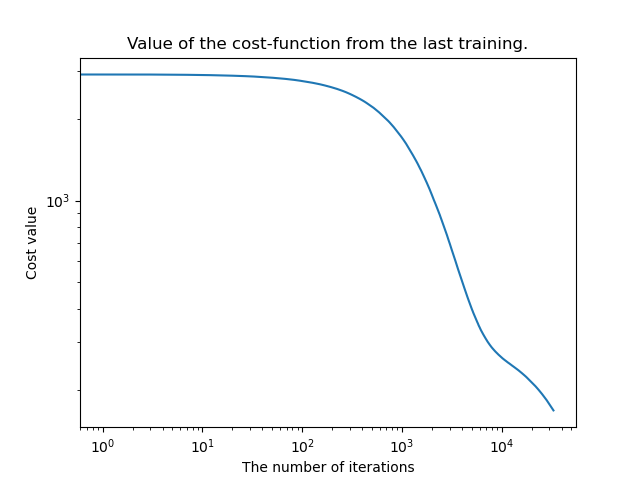 Value of the cost-function from the last training.
Cost value
10³
10⁰ 10¹ 10² 10³ 10⁴
The number of iterations